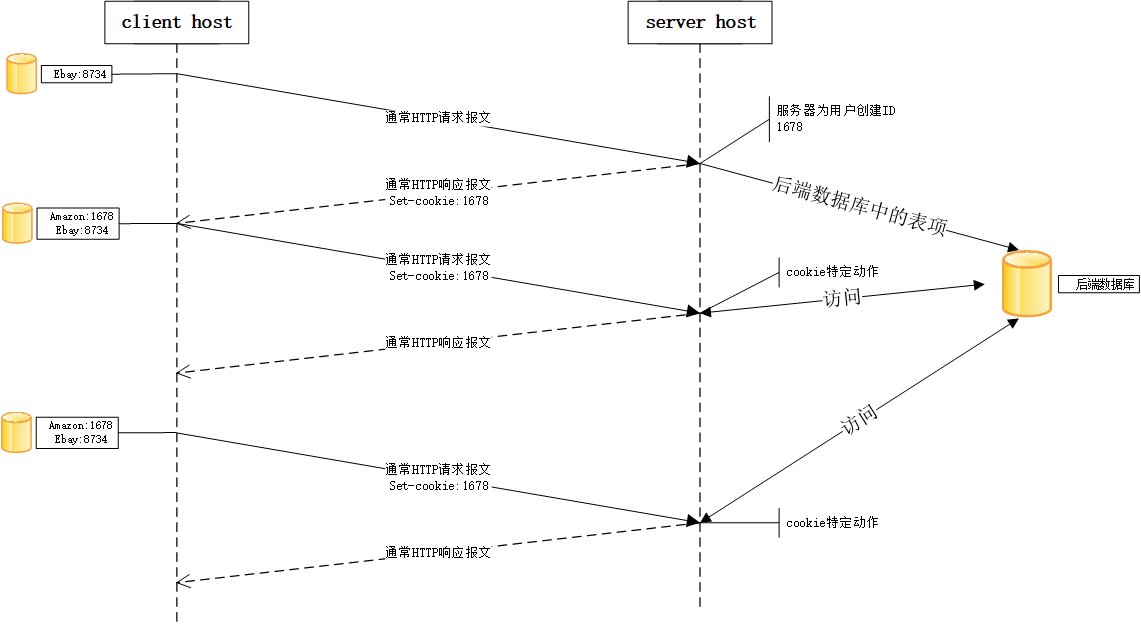 client host
server host
Ebay:8734
通常HTTP请求报文
服务器为用户创建ID
1678
通常HTTP响应报文
Set-cookie:1678
后端数据库中的表项
Amazon:1678
Ebay:8734
通常HTTP请求报文
Set-cookie:1678
cookie特定动作
访问
后端数据库
通常HTTP响应报文
访问
Amazon:1678
Ebay:8734
通常HTTP请求报文
Set-cookie:1678
cookie特定动作
通常HTTP响应报文